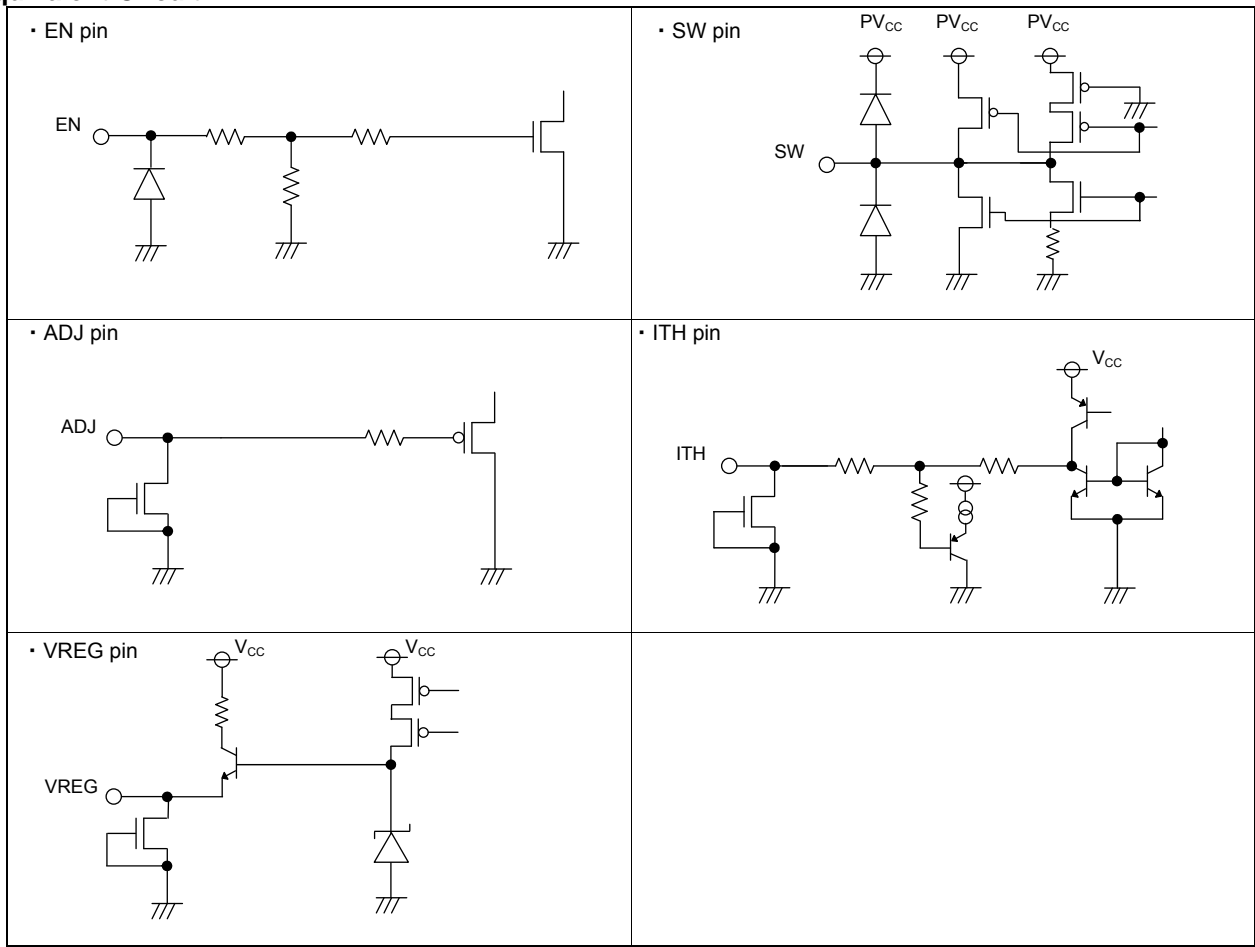 ・EN pin
EN
・SW pin
PVCC PVCC PVCC
SW
・ADJ pin
ADJ
・ITH pin
VCC
ITH
・VREG pin
VCC VCC
VREG